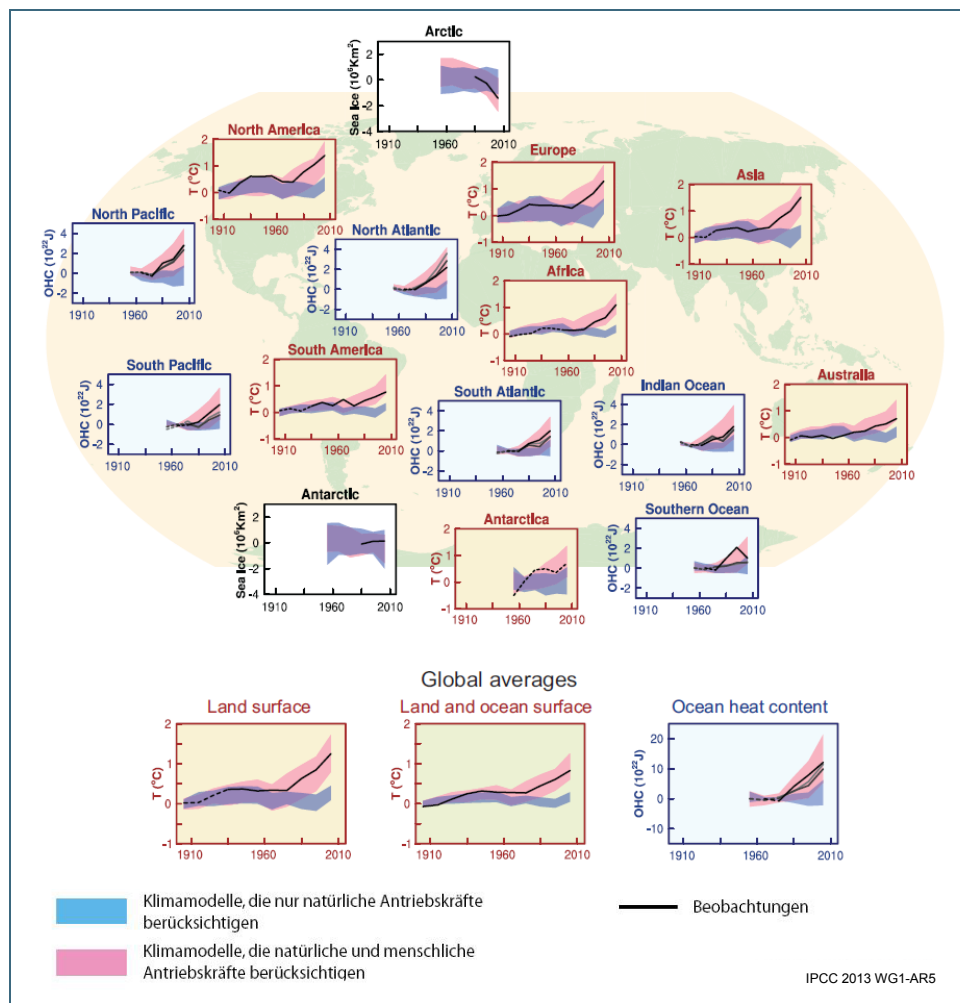 Arctic
Sea Ice (10⁶Km²)
2
0
-2
-4
1910 1960 2010
North America
T (°C)
2
1
0
-1
1910 1960 2010
Europe
T (°C)
2
1
0
-1
1910 1960 2010
Asia
T (°C)
2
1
0
-1
1910 1960 2010
North Pacific
OHC (10²²J)
4
2
0
-2
1910 1960 2010
North Atlantic
OHC (10²²J)
4
2
0
-2
1910 1960 2010
Africa
T (°C)
2
1
0
-1
1910 1960 2010
South Pacific
OHC (10²²J)
4
2
0
-2
1910 1960 2010
South America
T (°C)
2
1
0
-1
1910 1960 2010
South Atlantic
OHC (10²²J)
4
2
0
-2
1910 1960 2010
Indian Ocean
OHC (10²²J)
4
2
0
-2
1910 1960 2010
Australia
T (°C)
2
1
0
-1
1910 1960 2010
Antarctic
Sea Ice (10⁶Km²)
2
0
-2
-4
1910 1960 2010
Antarctica
T (°C)
2
1
0
-1
1910 1960 2010
Southern Ocean
OHC (10²²J)
4
2
0
-2
1910 1960 2010
Global averages
Land surface
T (°C)
2
1
0
-1
1910 1960 2010
Land and ocean surface
T (°C)
2
1
0
-1
1910 1960 2010
Ocean heat content
OHC (10²²J)
20
10
0
-10
1910 1960 2010
Klimamodelle, die nur natürliche Antriebskräfte
berücksichtigen
Beobachtungen
Klimamodelle, die natürliche und menschliche
Antriebskräfte berücksichtigen
IPCC 2013 WG1-AR5